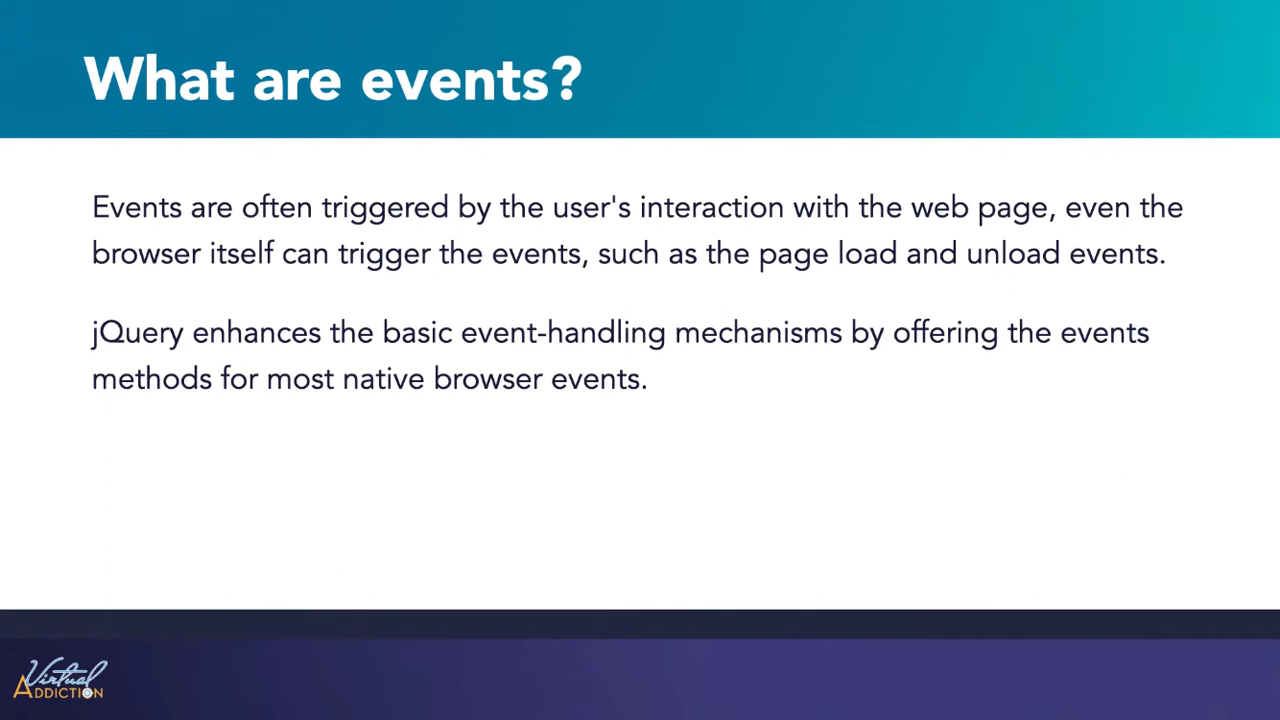 What are events?
Events are often triggered by the user's interaction with the web page, even the
browser itself can trigger the events, such as the page load and unload events.
jQuery enhances the basic event-handling mechanisms by offering the events
methods for most native browser events.
Virtual
ADDICTION